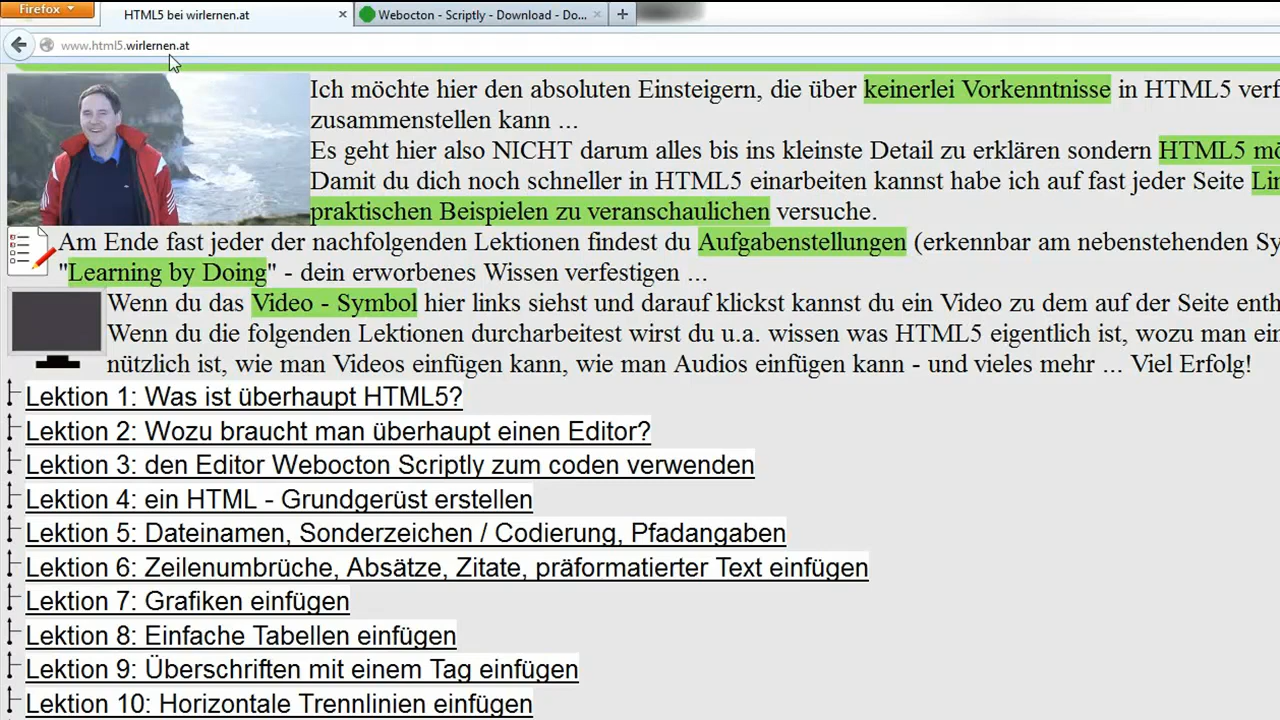 Firefox
HTML5 bei wirlernen.at
Webocton - Scriptly - Download - Do...
www.html5.wirlernen.at
Ich möchte hier den absoluten Einsteigern, die über keinerlei Vorkenntnisse in HTML5 verf
zusammenstellen kann ...
Es geht hier also NICHT darum alles bis ins kleinste Detail zu erklären sondern HTML5 mö
Damit du dich noch schneller in HTML5 einarbeiten kannst habe ich auf fast jeder Seite Lin
praktischen Beispielen zu veranschaulichen versuche.
Am Ende fast jeder der nachfolgenden Lektionen findest du Aufgabenstellungen (erkennbar am nebenstehenden Sy
"Learning by Doing" - dein erworbenes Wissen verfestigen ...
Wenn du das Video - Symbol hier links siehst und darauf klickst kannst du ein Video zu dem auf der Seite enth
Wenn du die folgenden Lektionen durcharbeitest wirst du u.a. wissen was HTML5 eigentlich ist, wozu man ein
nützlich ist, wie man Videos einfügen kann, wie man Audios einfügen kann - und vieles mehr ... Viel Erfolg!
Lektion 1: Was ist überhaupt HTML5?
Lektion 2: Wozu braucht man überhaupt einen Editor?
Lektion 3: den Editor Webocton Scriptly zum coden verwenden
Lektion 4: ein HTML - Grundgerüst erstellen
Lektion 5: Dateinamen, Sonderzeichen / Codierung, Pfadangaben
Lektion 6: Zeilenumbrüche, Absätze, Zitate, präformatierter Text einfügen
Lektion 7: Grafiken einfügen
Lektion 8: Einfache Tabellen einfügen
Lektion 9: Überschriften mit einem Tag einfügen
Lektion 10: Horizontale Trennlinien einfügen